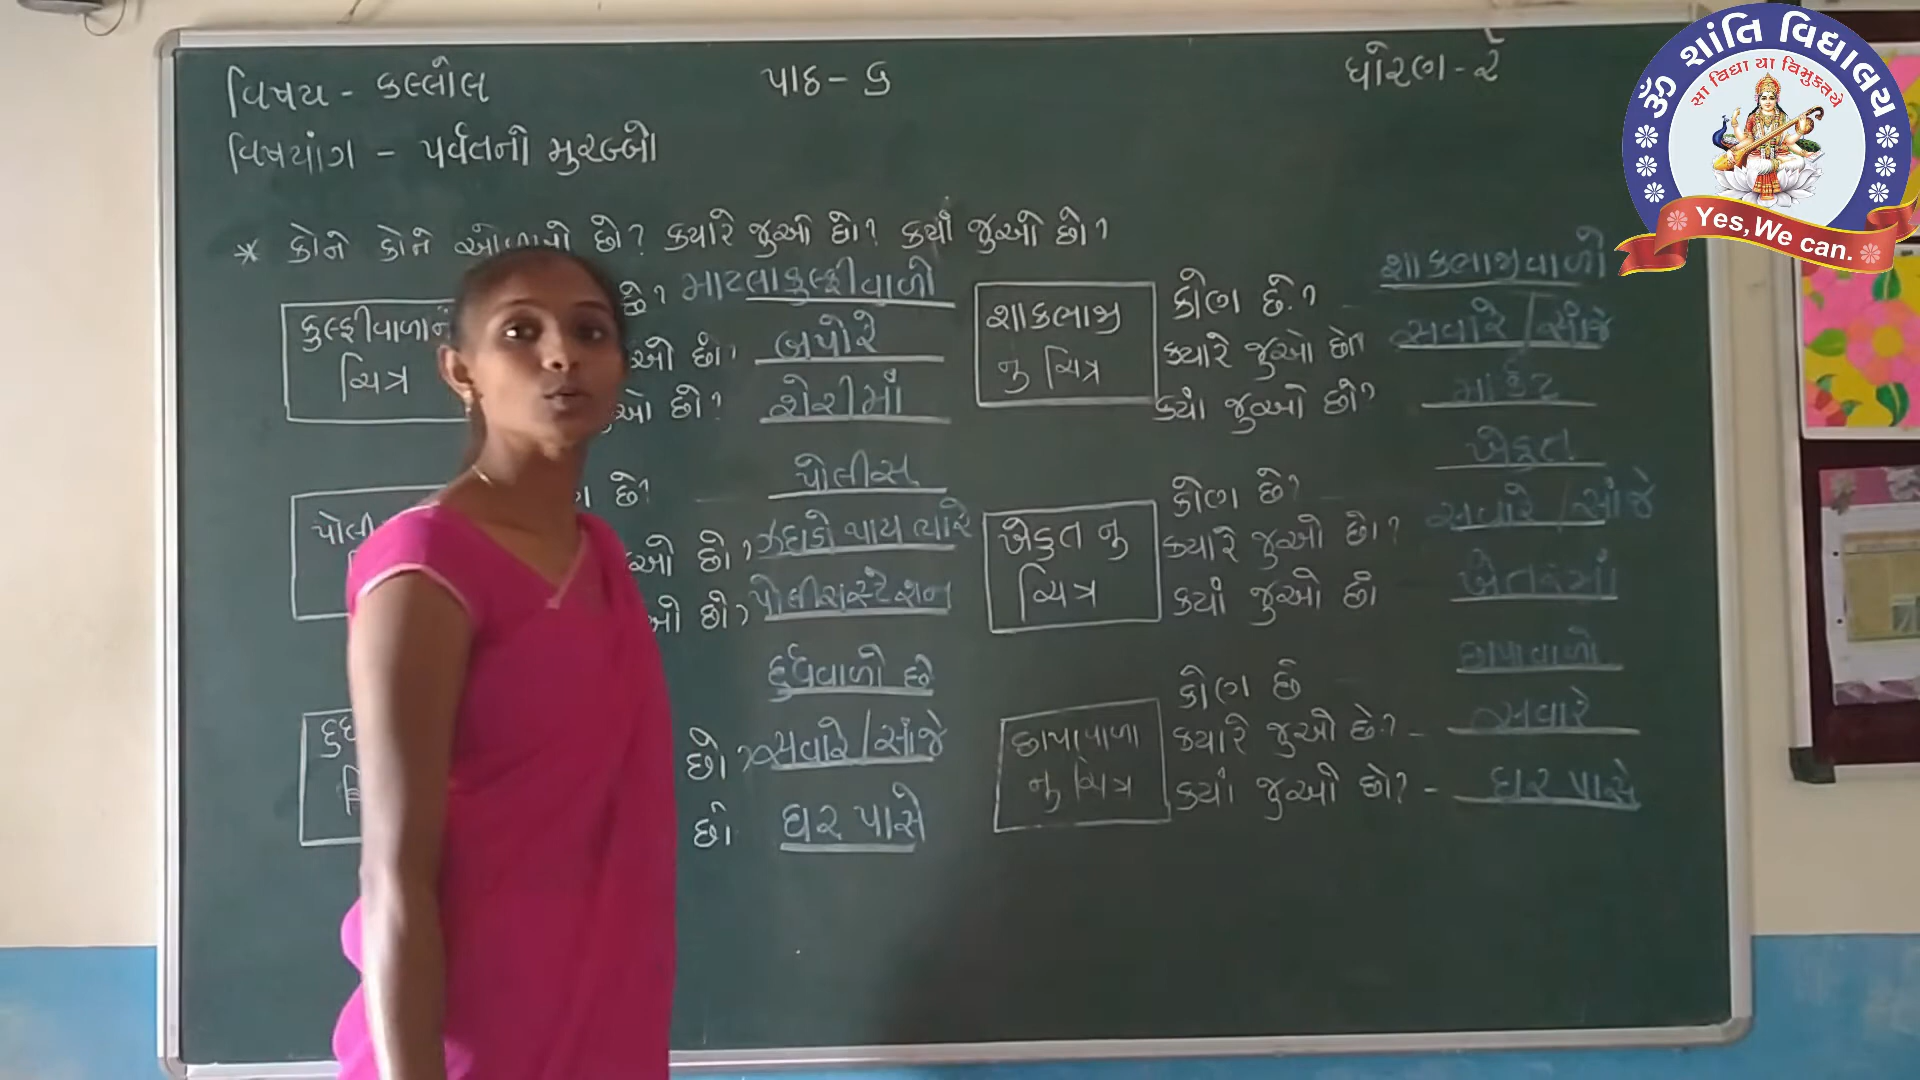 વિષય - કલ્લોલ
પાઠ - ૬
ધોરણ - ૨
વિષયાંગ - પર્વતનો મુરબ્બો
* કોને કોને છો? ક્યારે જુઓ છો? ક્યાં જુઓ છો?
કુલ્ફીવાળાનું
ચિત્ર
છે? માટલાકુલ્ફીવાળો
ઓ છો? બપોરે
ઓ છો? શેરીમાં
છે? પોલીસ
ઓ છો? ઝઘડો થાય ત્યારે
ઓ છો? પોલીસસ્ટેશન
દુધવાળો છે
છો? સવારે / સાંજે
છો ઘર પાસે
શાકભાજી
નુ ચિત્ર
કોણ છે? શાકભાજીવાળો
ક્યારે જુઓ છો? સવારે / સાંજે
ક્યાં જુઓ છો? માર્કેટ
ખેડુત નુ
ચિત્ર
કોણ છે? ખેડુત
ક્યારે જુઓ છો? સવારે / સાંજે
ક્યાં જુઓ છો ખેતરમાં
છાપાવાળા
નુ ચિત્ર
કોણ છે છાપાવાળો
ક્યારે જુઓ છો? - સવારે
ક્યાં જુઓ છો? - ઘર પાસે
ૐ શાંતિ વિદ્યાલય
સા વિદ્યા યા વિમુક્તયે
Yes, We can.